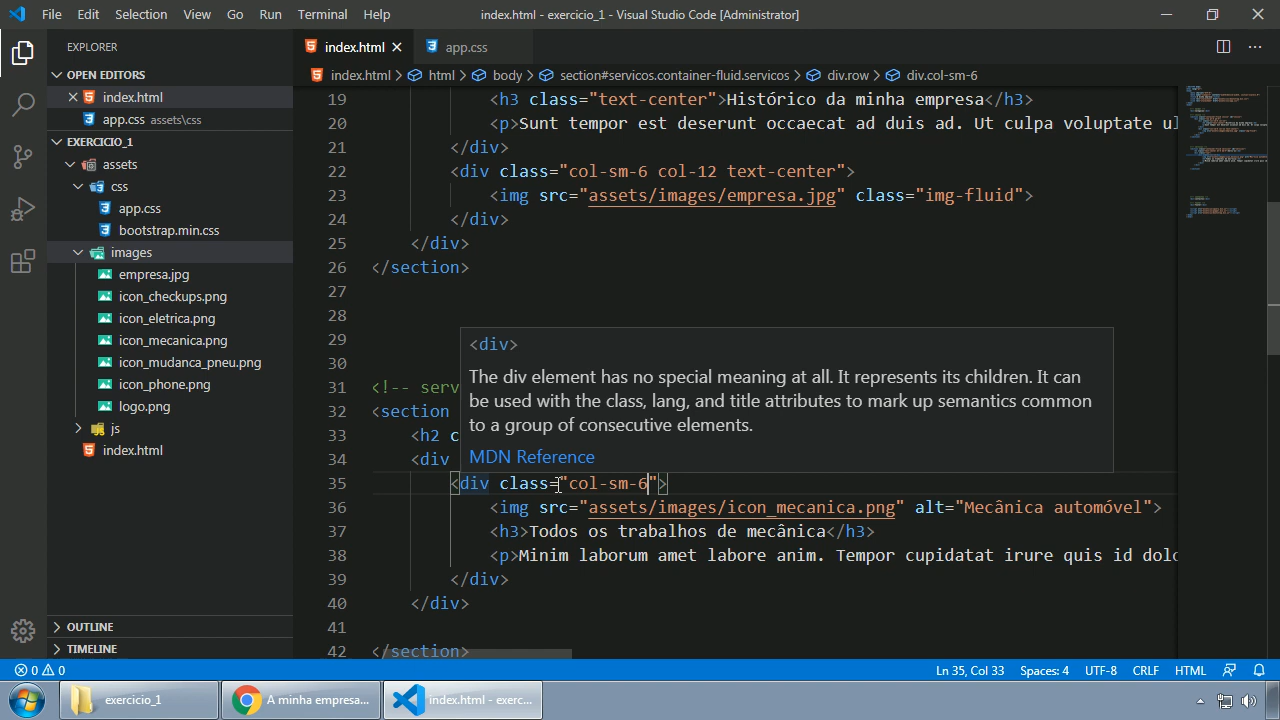 File Edit Selection View Go Run Terminal Help index.html - exercicio_1 - Visual Studio Code [Administrator]
EXPLORER
OPEN EDITORS
index.html
app.css assets\css
EXERCICIO_1
assets
css
app.css
bootstrap.min.css
images
empresa.jpg
icon_checkups.png
icon_eletrica.png
icon_mecanica.png
icon_mudanca_pneu.png
icon_phone.png
logo.png
js
index.html
OUTLINE
TIMELINE
index.html app.css
index.html > html > body > section#servicos.container-fluid.servicos > div.row > div.col-sm-6
19 <h3 class="text-center">Histórico da minha empresa</h3>
20 <p>Sunt tempor est deserunt occaecat ad duis ad. Ut culpa voluptate ul
21 </div>
22 <div class="col-sm-6 col-12 text-center">
23 <img src="assets/images/empresa.jpg" class="img-fluid">
24 </div>
25 </div>
26 </section>
27
28
29
30
31 <!-- serv
32 <section
33 <h2 c
34 <div
<div>
The div element has no special meaning at all. It represents its children. It can
be used with the class, lang, and title attributes to mark up semantics common
to a group of consecutive elements.
MDN Reference
35 <div class="col-sm-6">
36 <img src="assets/images/icon_mecanica.png" alt="Mecânica automóvel">
37 <h3>Todos os trabalhos de mecânica</h3>
38 <p>Minim laborum amet labore anim. Tempor cupidatat irure quis id dolo
39 </div>
40 </div>
41
42 </section>
0 0 Ln 35, Col 33 Spaces: 4 UTF-8 CRLF HTML
exercicio_1 A minha empresa... index.html - exerc...